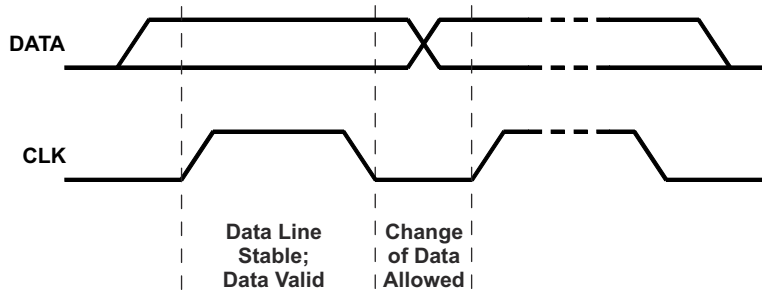 DATA
CLK
Data Line
Stable;
Data Valid
Change
of Data
Allowed